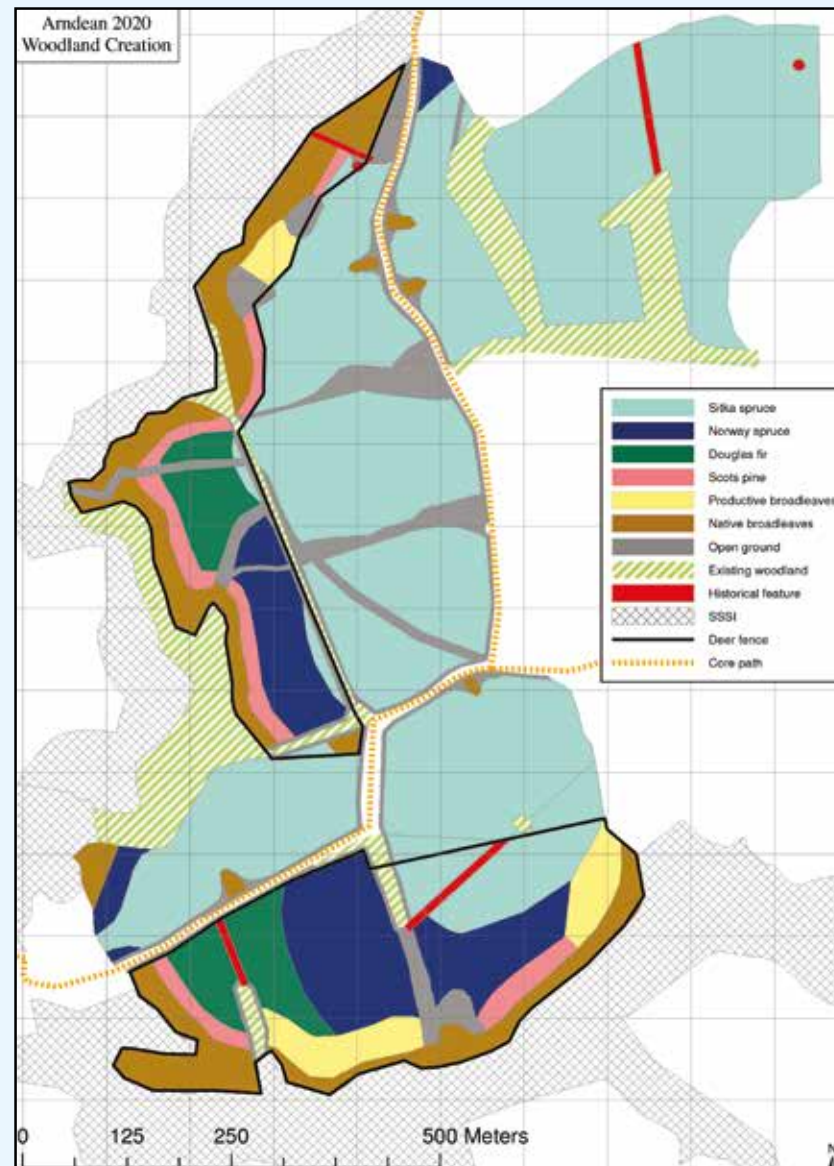 Arndean 2020
Woodland Creation
Sitka spruce
Norway spruce
Douglas fir
Scots pine
Productive broadleaves
Native broadleaves
Open ground
Existing woodland
Historical feature
SSSI
Deer fence
Core path
0 125 250 500 Meters